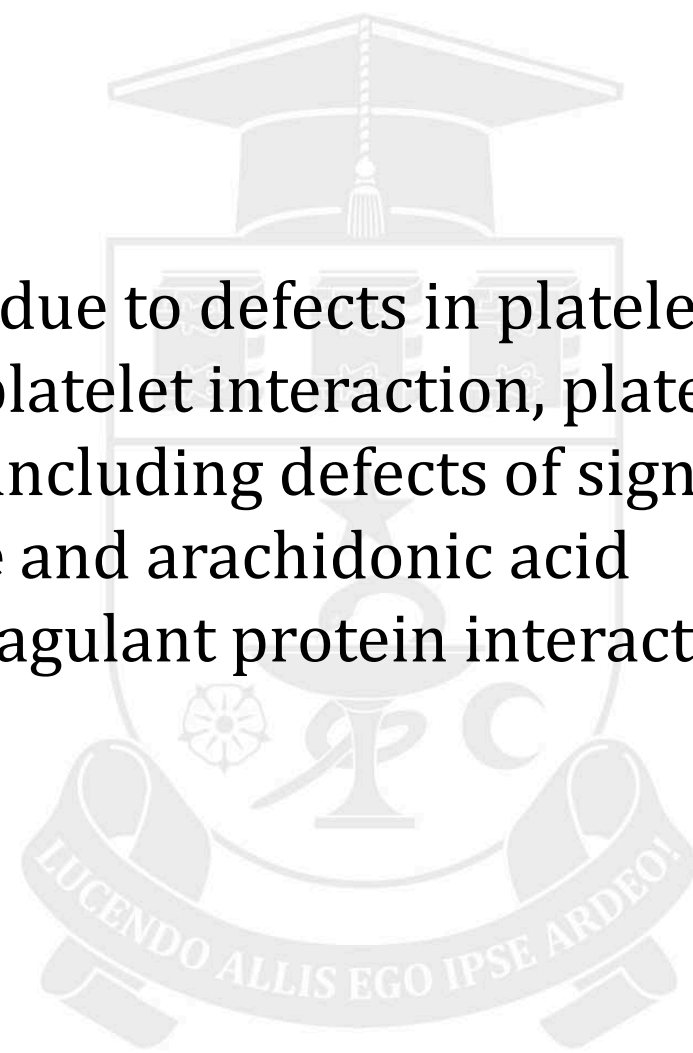 due to defects in platele
platelet interaction, plate
including defects of sign
e and arachidonic acid
agulant protein interact
LUCENDO ALLIS EGO IPSE ARDEO!